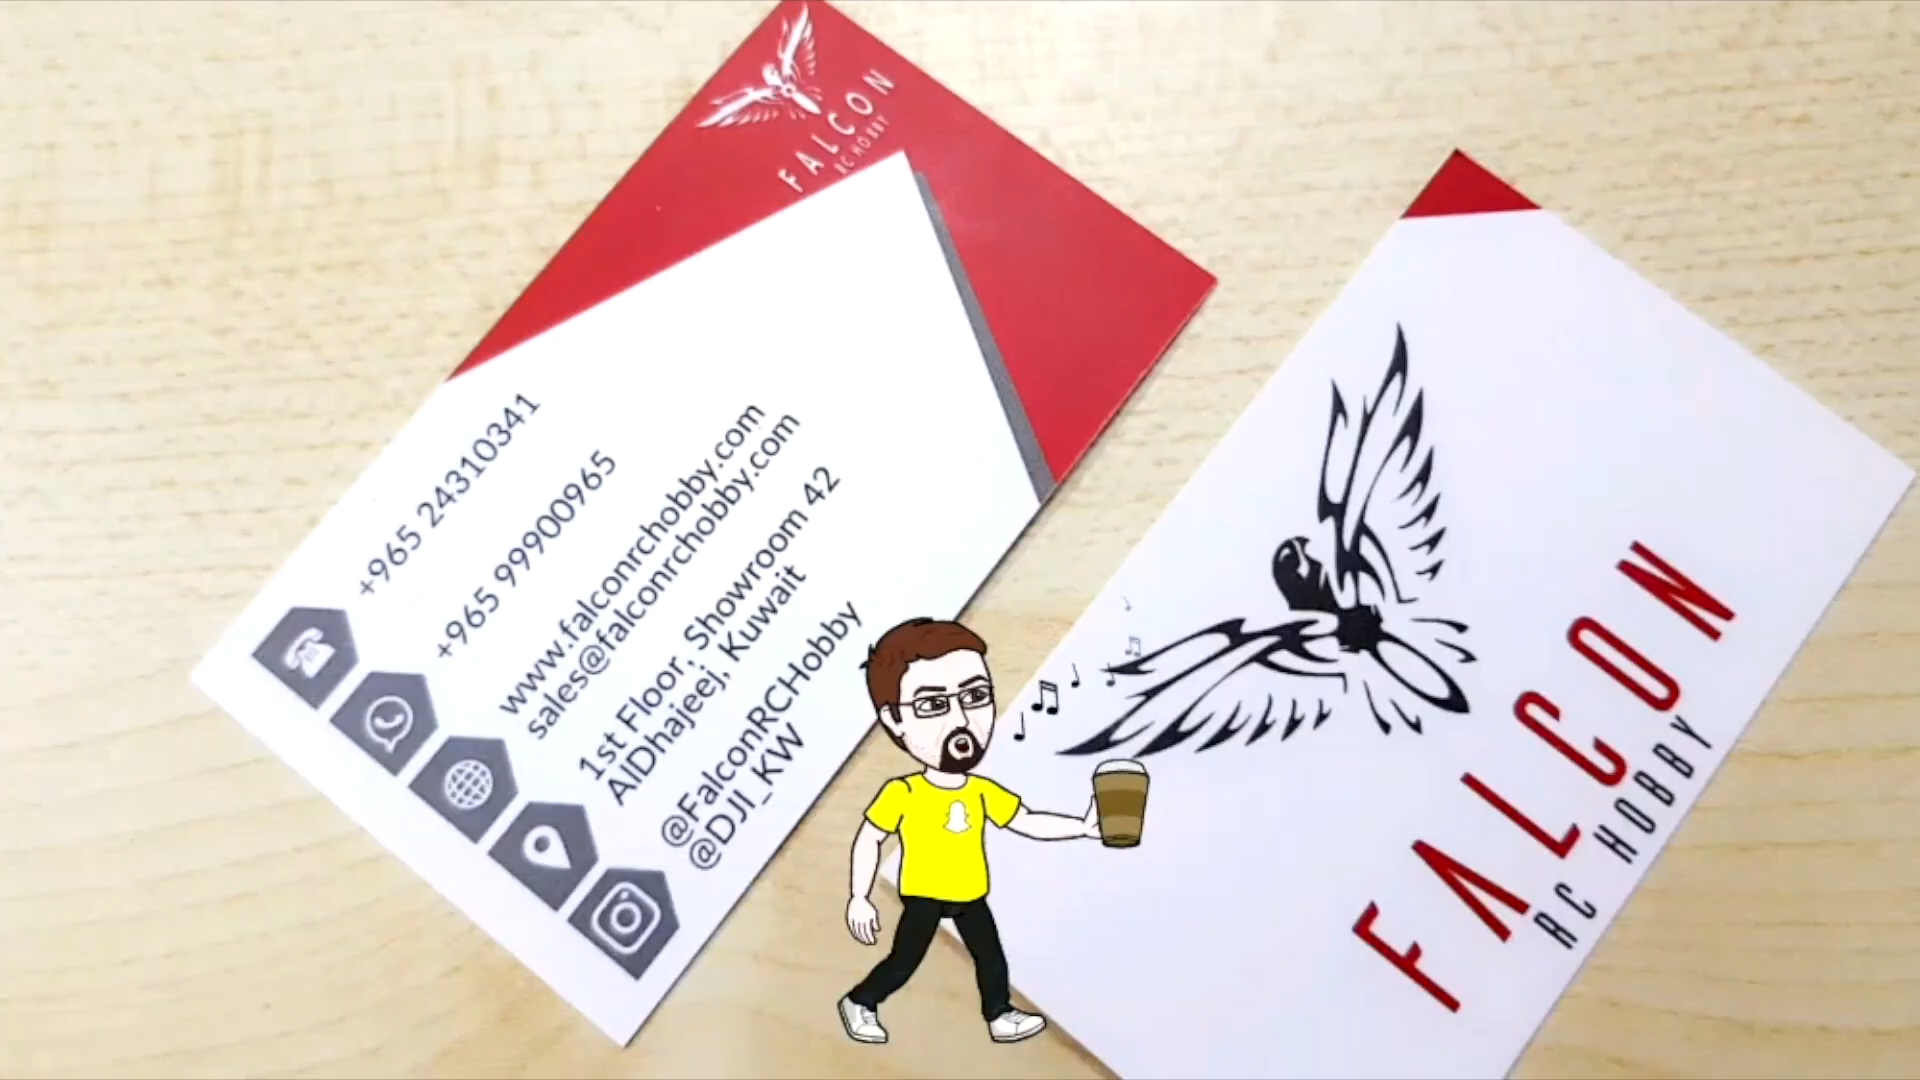 FALCON
RC HOBBY
+965 24310341
+965 99900965
www.falconrchobby.com
sales@falconrchobby.com
1st Floor, Showroom 42
AlDhajeej, Kuwait
@FalconRCHobby
@DJI_KW
FALCON
RC HOBBY